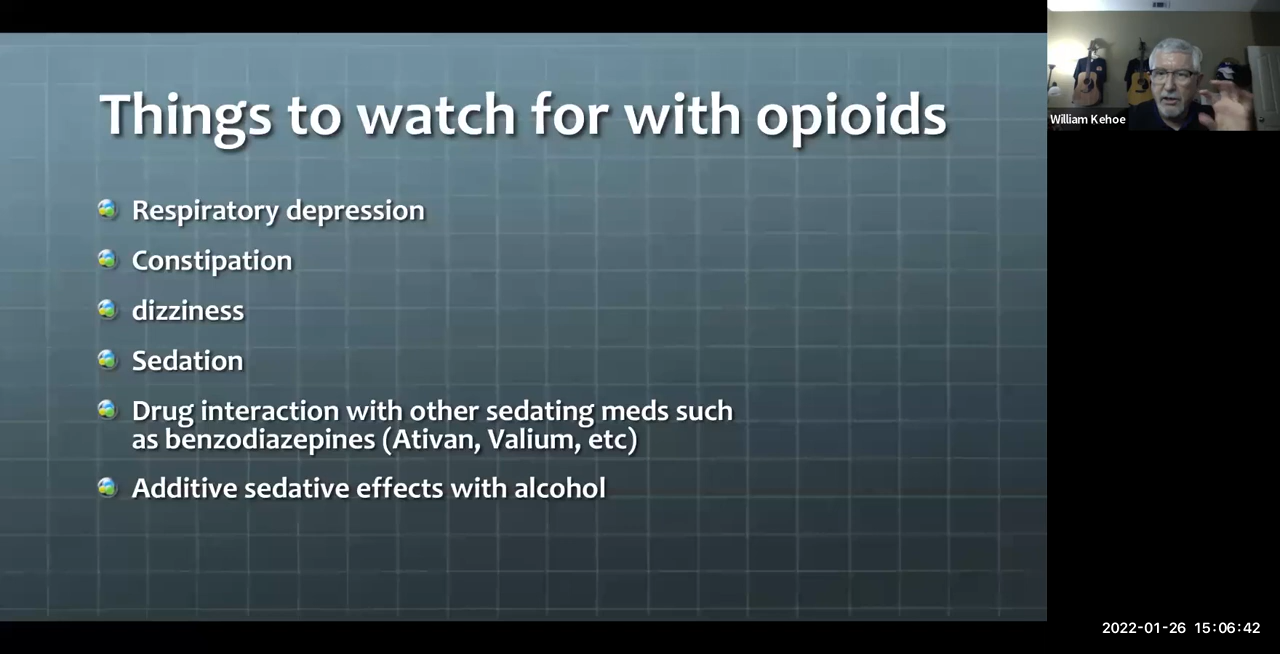 Things to watch for with opioids
Respiratory depression
Constipation
dizziness
Sedation
Drug interaction with other sedating meds such
as benzodiazepines (Ativan, Valium, etc)
Additive sedative effects with alcohol
William Kehoe
2022-01-26 15:06:42